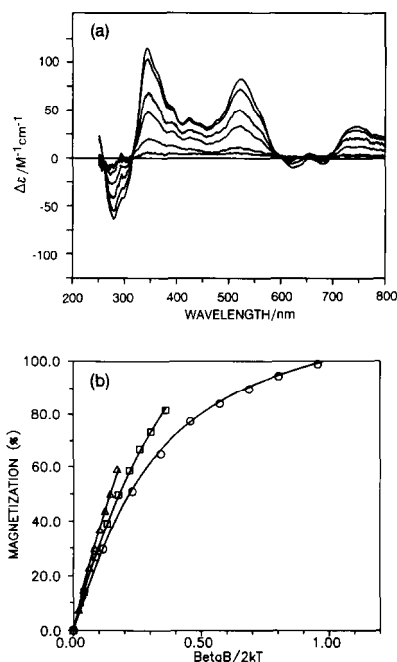 (a)
100
50
0
-50
-100
Δε/M⁻¹cm⁻¹
200 300 400 500 600 700 800
WAVELENGTH/nm
(b)
100.0
80.0
60.0
40.0
20.0
0.0
MAGNETIZATION (%)
0.00 0.50 1.00
BetaB/2kT